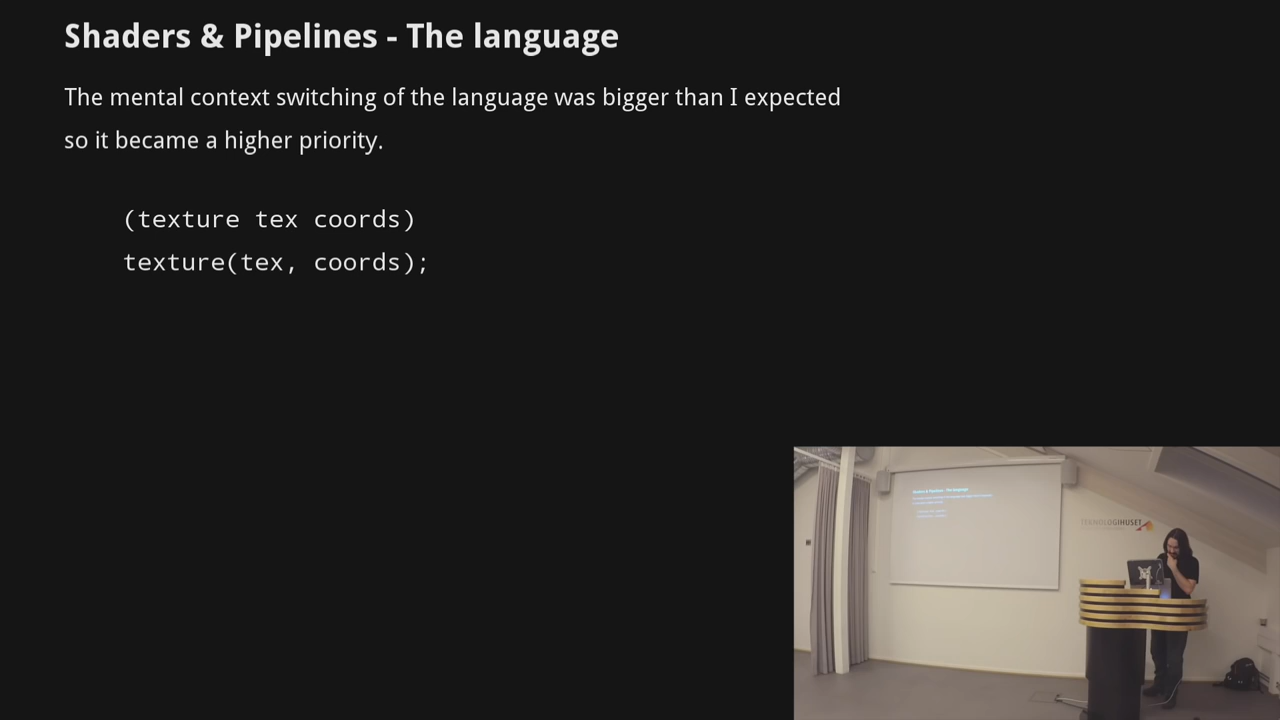 Shaders & Pipelines - The language
The mental context switching of the language was bigger than I expected
so it became a higher priority.
(texture tex coords)
texture(tex, coords);
TEKNOLOGIHUSET